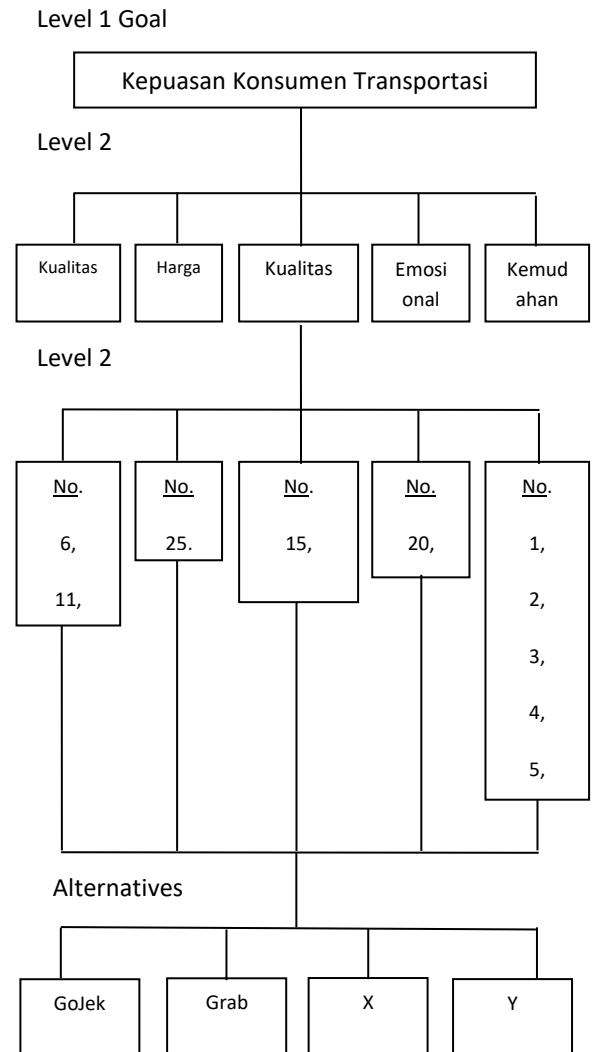 Level 1 Goal
Kepuasan Konsumen Transportasi
Level 2
Kualitas
Harga
Kualitas
Emosi
onal
Kemud
ahan
Level 2
No.
6,
11,
No.
25.
No.
15,
No.
20,
No.
1,
2,
3,
4,
5,
Alternatives
GoJek
Grab
X
Y